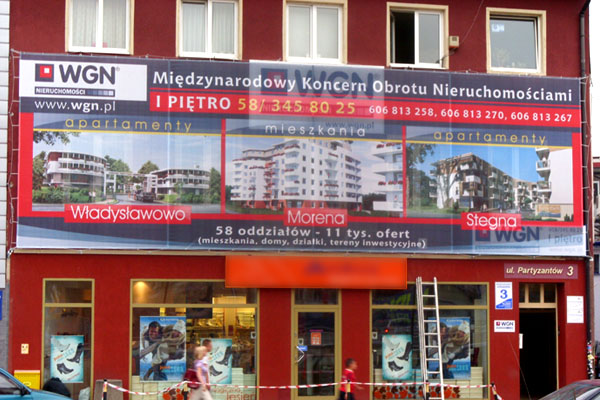 WGN
NIERUCHOMOŚCI
www.wgn.pl
Międzynarodowy Koncern Obrotu Nieruchomościami
I PIĘTRO 58/ 345 80 25 606 813 258, 606 813 270, 606 813 267
apartamenty
mieszkania
apartamenty
Władysławowo
Morena
Stegna
58 oddziałów - 11 tys. ofert
(mieszkania, domy, działki, tereny inwestycyjne)
WGN
I piętro
ul. Partyzantów 3
3
WGN
jesień